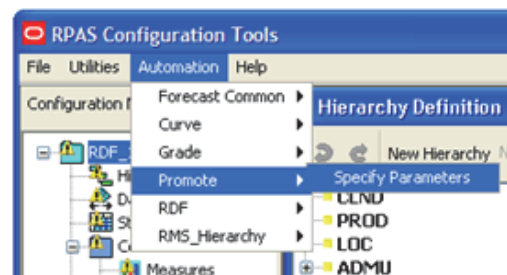 RPAS Configuration Tools
File Utilities Automation Help
Configuration
Forecast Common
Curve
Grade
Promote
RDF
RMS_Hierarchy
Specify Parameters
Hierarchy Definition
New Hierarchy
RDF_
CLND
PROD
LOC
ADMU
Measures